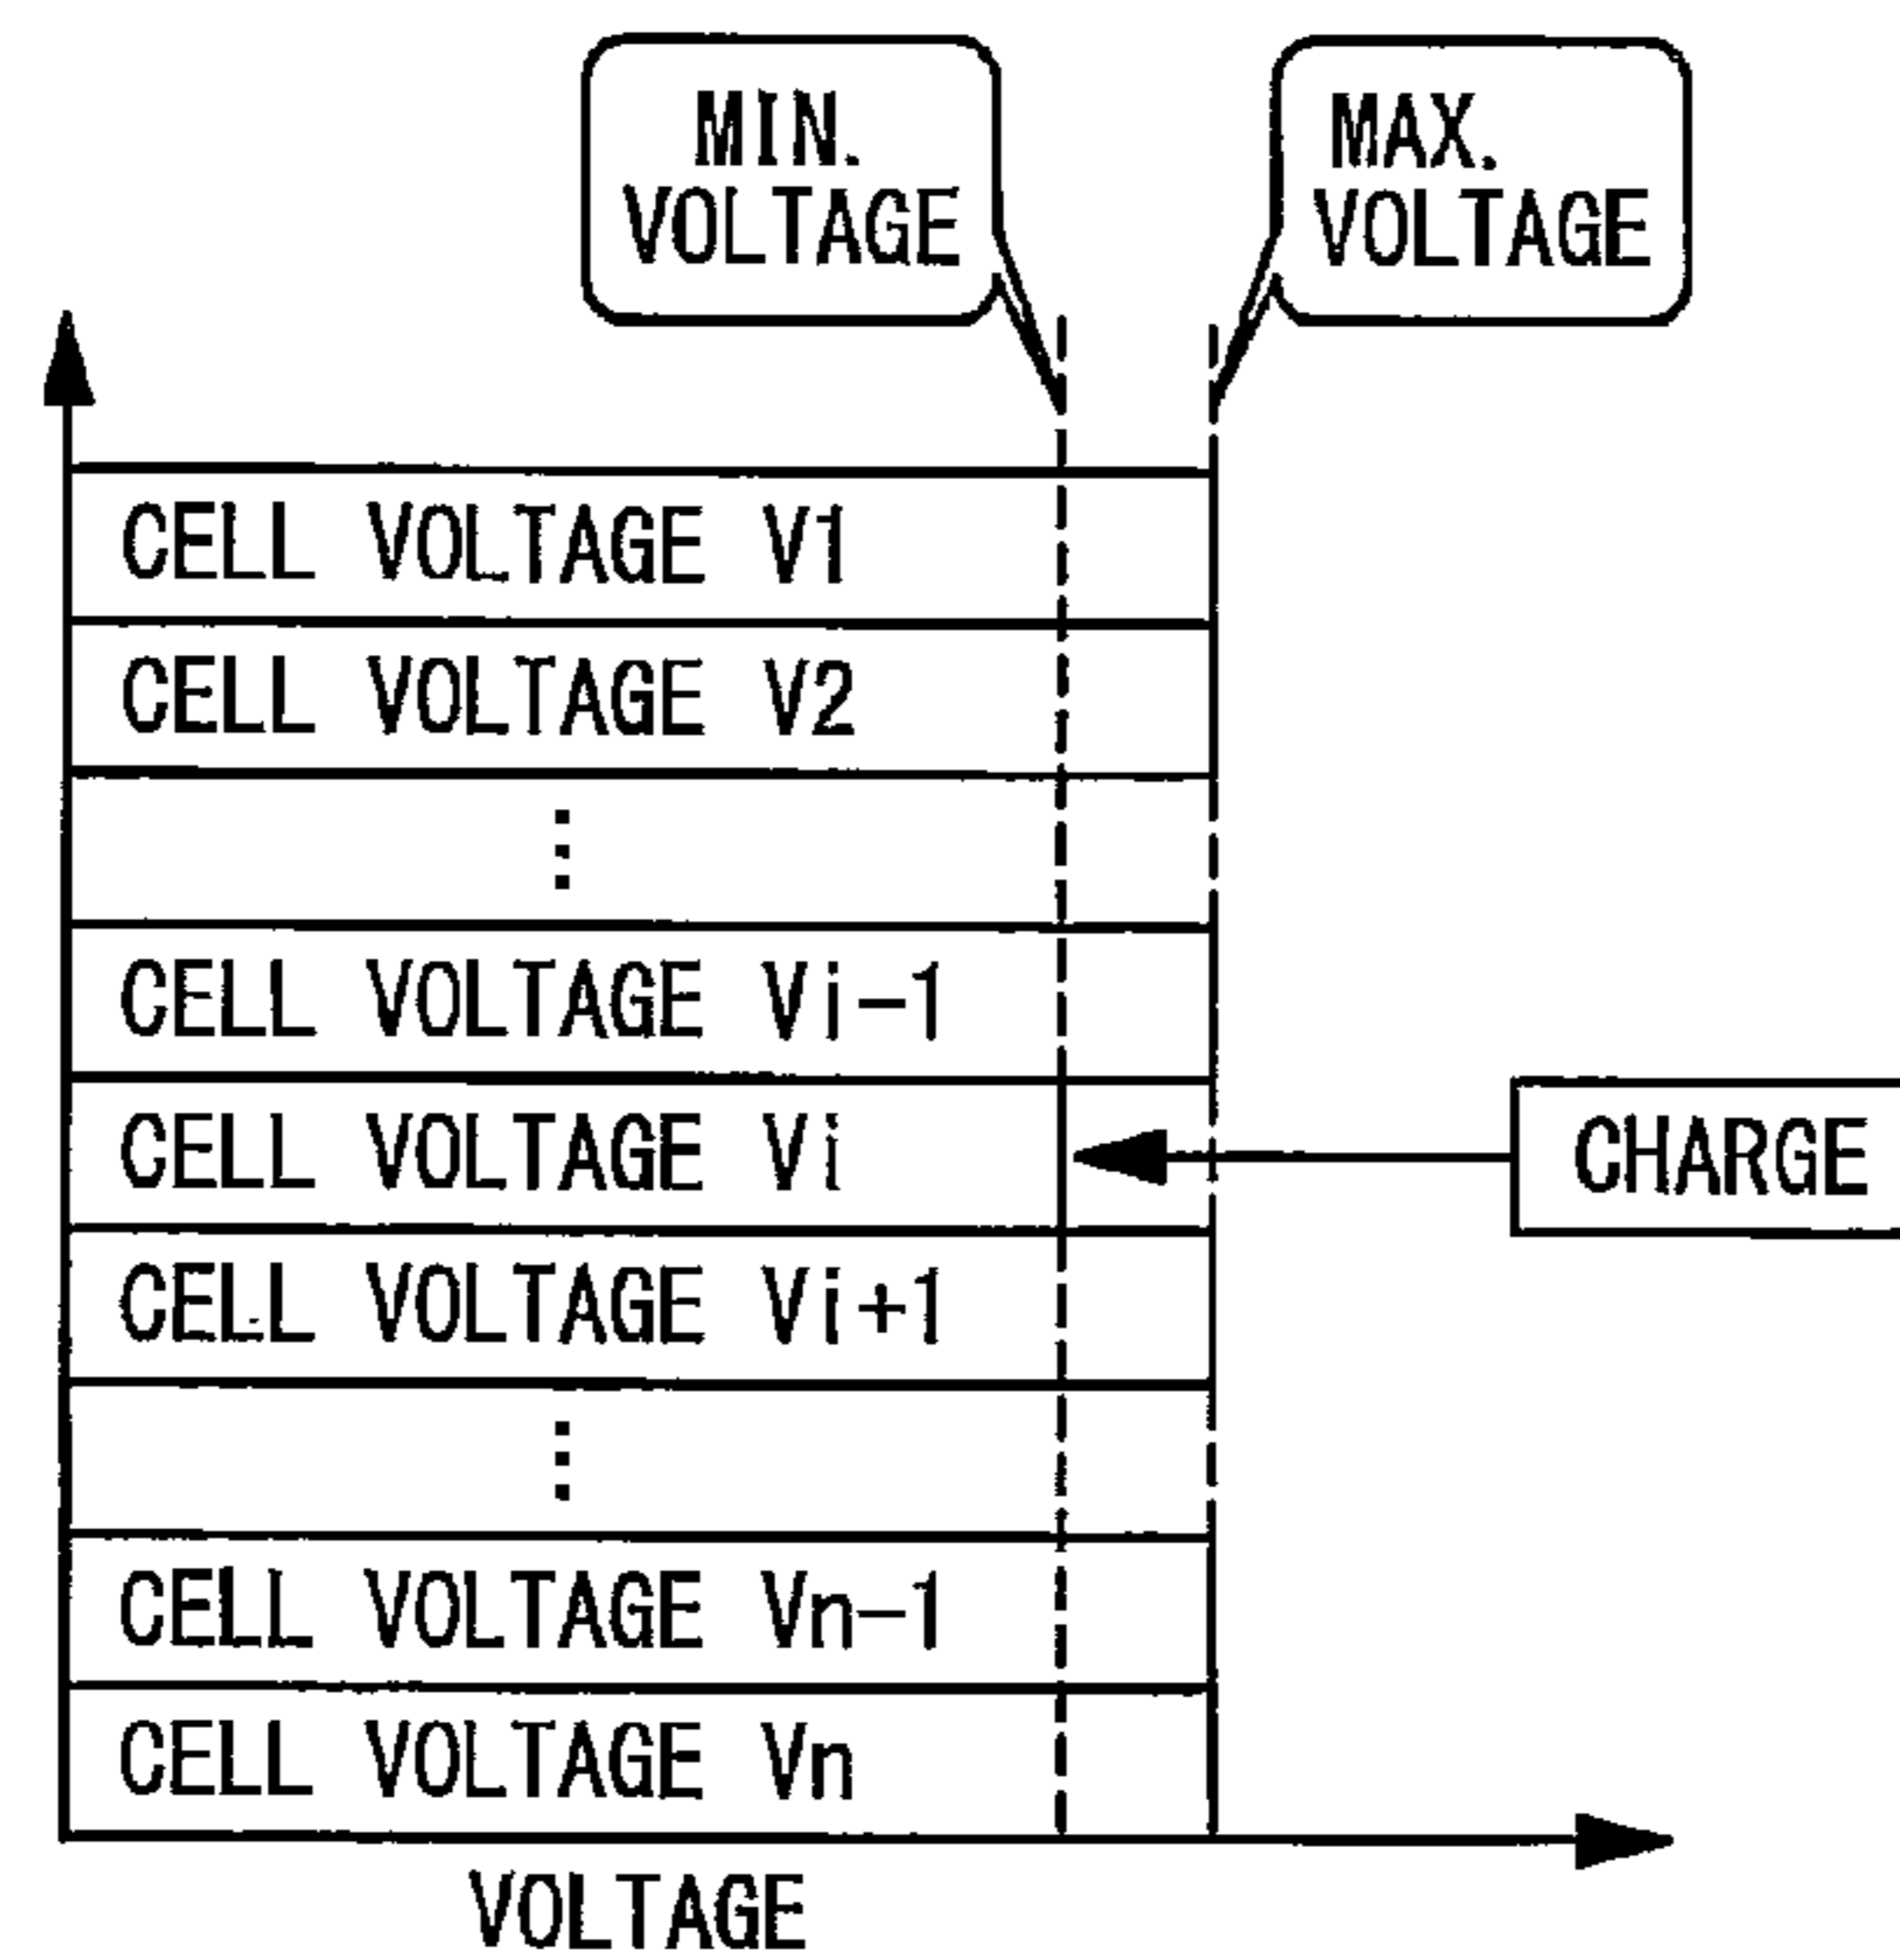 MIN.
VOLTAGE
MAX.
VOLTAGE
CELL VOLTAGE V1
CELL VOLTAGE V2
⋮
CELL VOLTAGE Vi-1
CELL VOLTAGE Vi
CHARGE
CELL VOLTAGE Vi+1
⋮
CELL VOLTAGE Vn-1
CELL VOLTAGE Vn
VOLTAGE